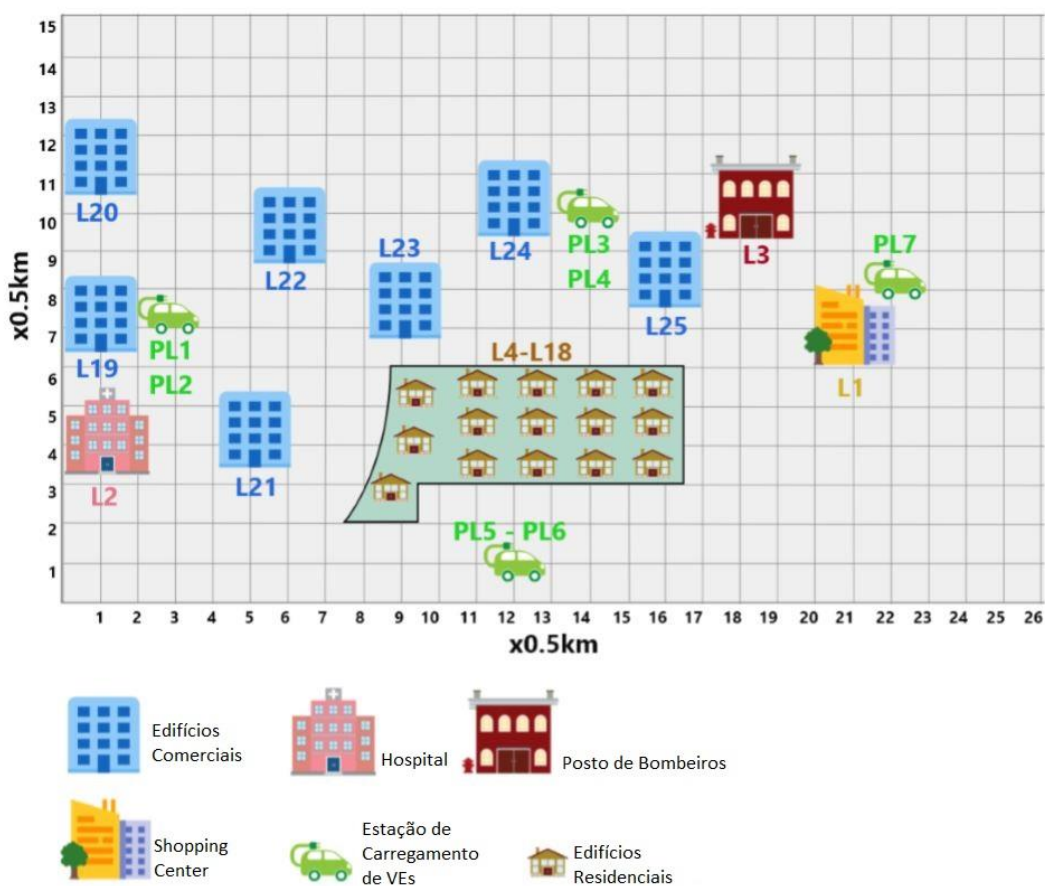 15
14
13
12
11
10
9
8
7
6
5
4
3
2
1
x0.5km
L20
L22
L23
L24
PL3
PL4
L3
PL7
L19
PL1
PL2
L25
L4-L18
L1
L2
L21
PL5 - PL6
1 2 3 4 5 6 7 8 9 10 11 12 13 14 15 16 17 18 19 20 21 22 23 24 25 26
x0.5km
Edifícios
Comerciais
Hospital
Posto de Bombeiros
Shopping
Center
Estação de
Carregamento
de VEs
Edifícios
Residenciais